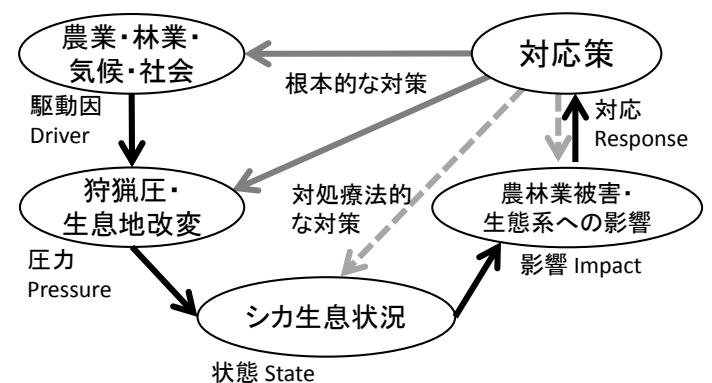 農業・林業・
気候・社会
対応策
根本的な対策
駆動因
Driver
対応
Response
狩猟圧・
生息地改変
対処療法的
な対策
農林業被害・
生態系への影響
圧力
Pressure
影響 Impact
シカ生息状況
状態 State